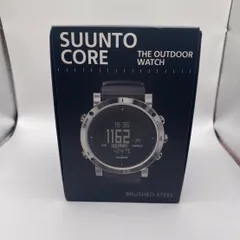 SUUNTO
CORE
THE OUTDOOR
WATCH
1162
BRUSHED STEEL